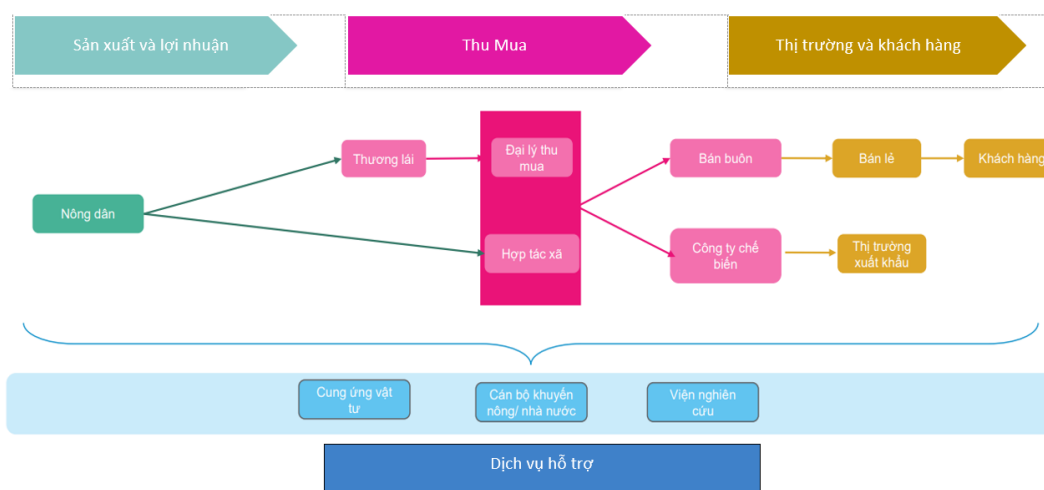 Sản xuất và lợi nhuận
Thu Mua
Thị trường và khách hàng
Thương lái
Đại lý thu
mua
Bán buôn
Bán lẻ
Khách hàng
Nông dân
Hợp tác xã
Công ty chế
biến
Thị trường
xuất khẩu
Cung ứng vật
tư
Cán bộ khuyến
nông/ nhà nước
Viện nghiên
cứu
Dịch vụ hỗ trợ